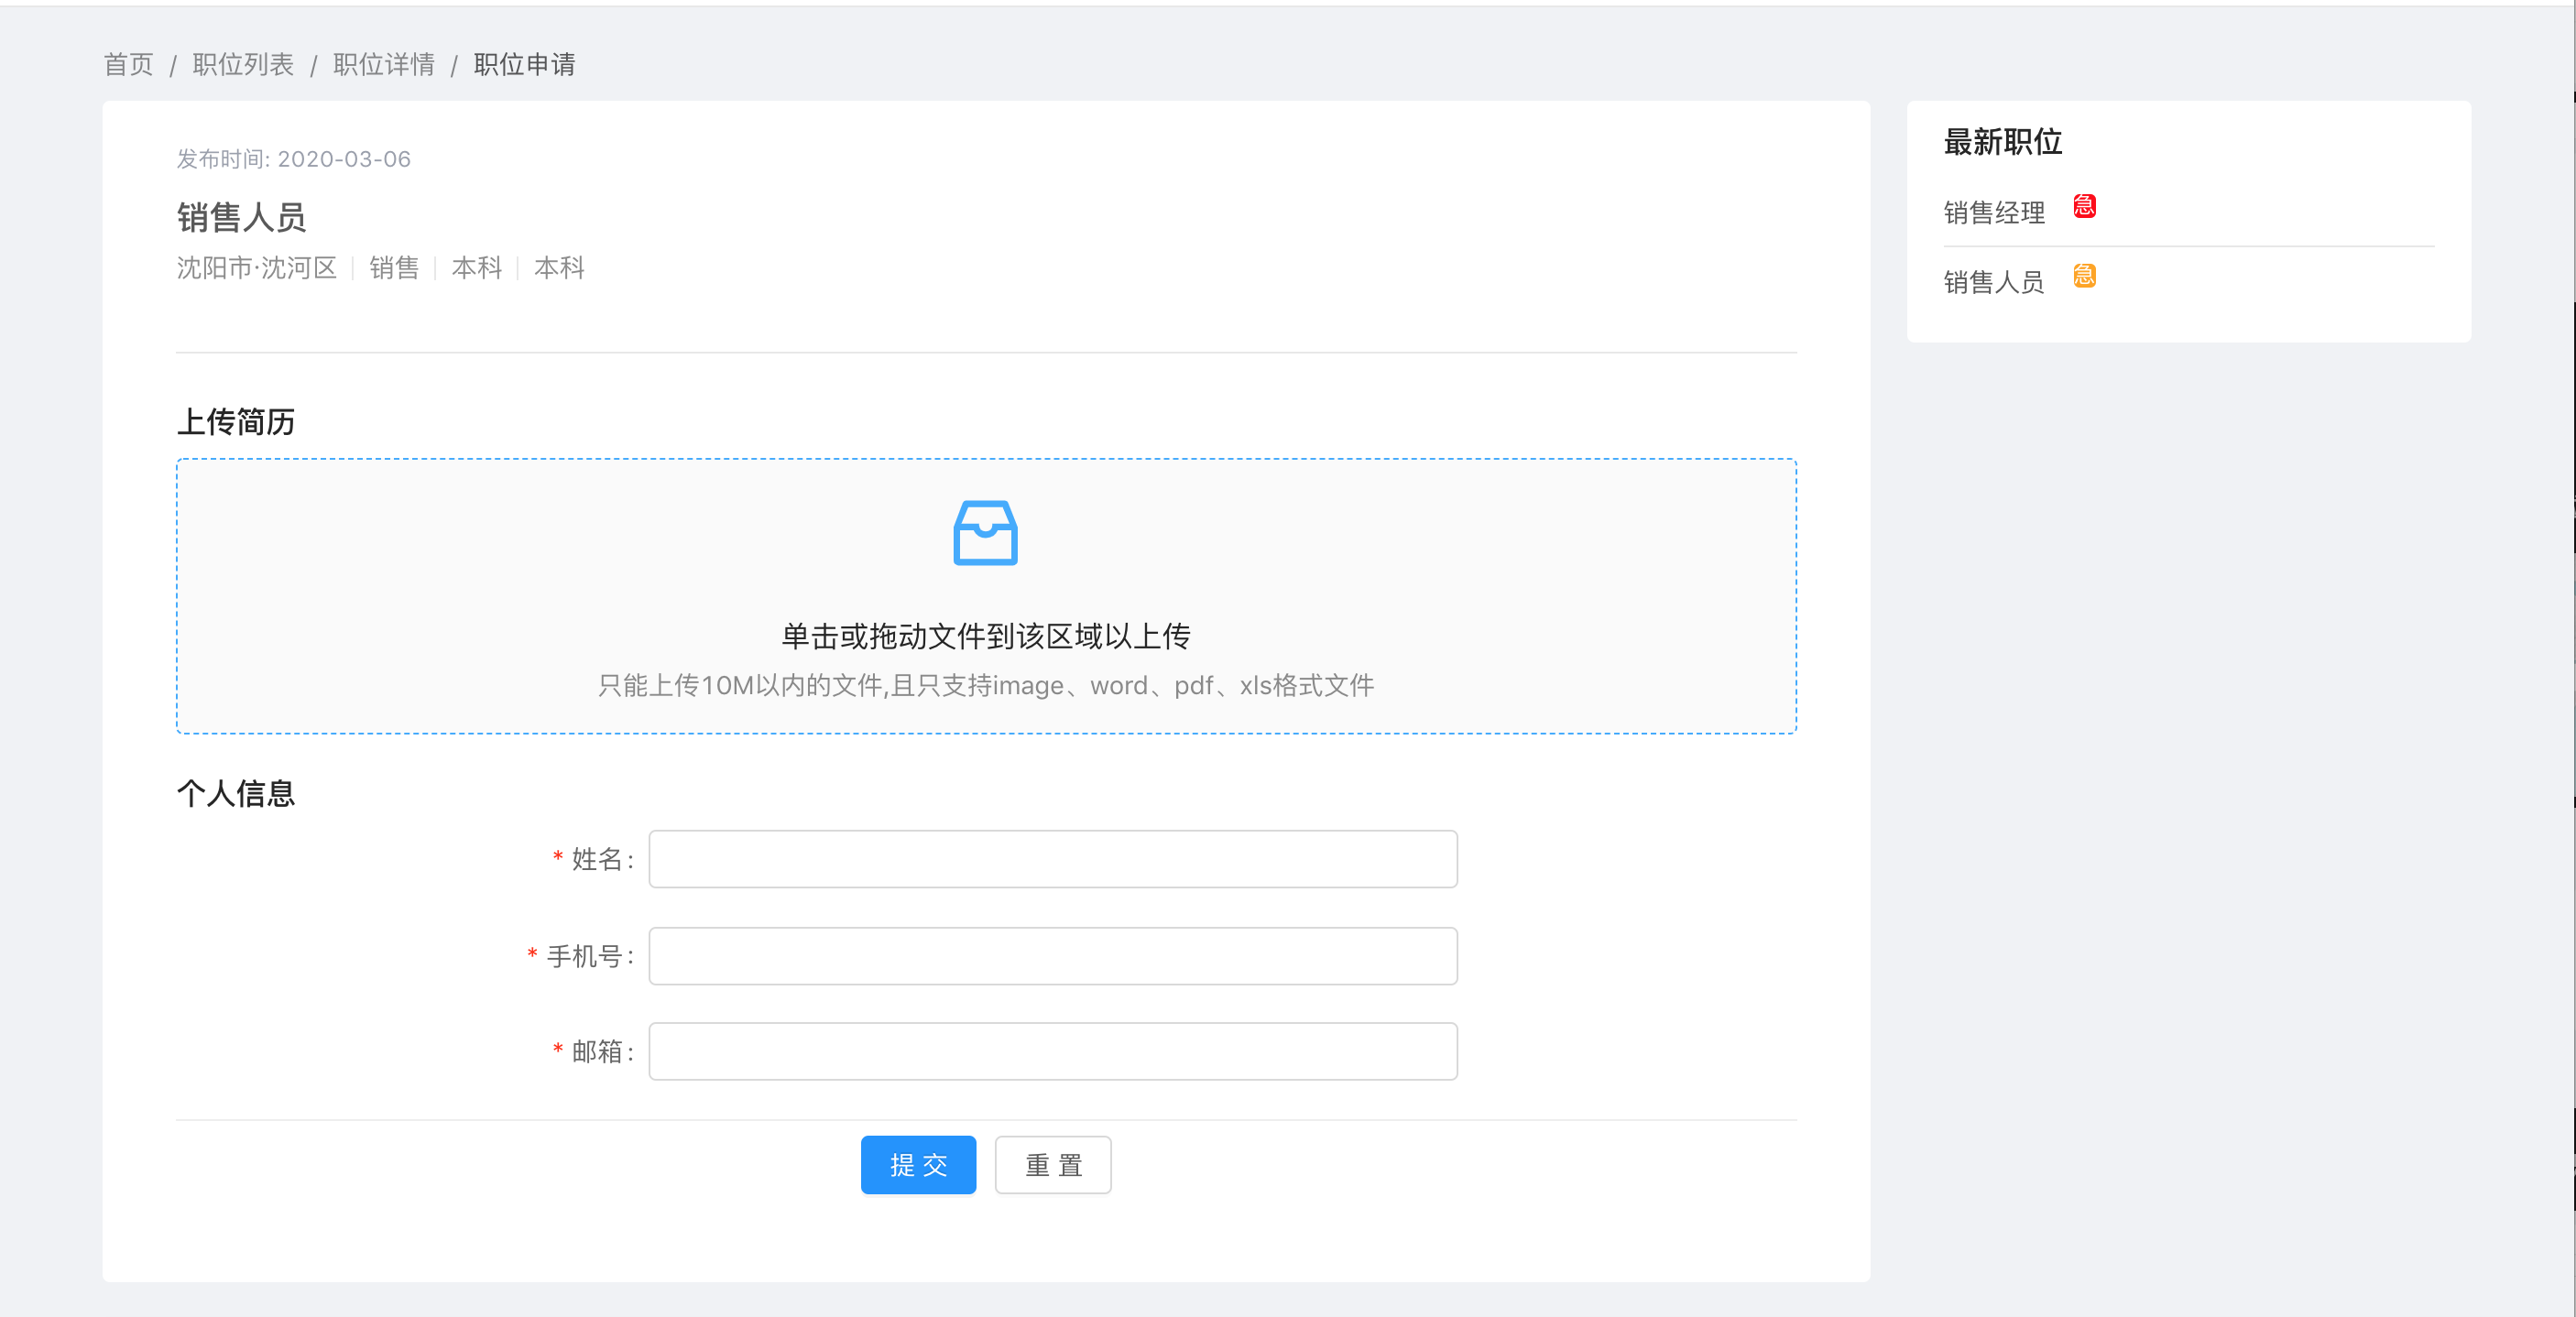 首页 / 职位列表 / 职位详情 / 职位申请
发布时间: 2020-03-06
销售人员
沈阳市·沈河区 | 销售 | 本科 | 本科
上传简历
单击或拖动文件到该区域以上传
只能上传10M以内的文件,且只支持image、word、pdf、xls格式文件
个人信息
* 姓名:
* 手机号:
* 邮箱:
提 交 重 置
最新职位
销售经理 急
销售人员 急